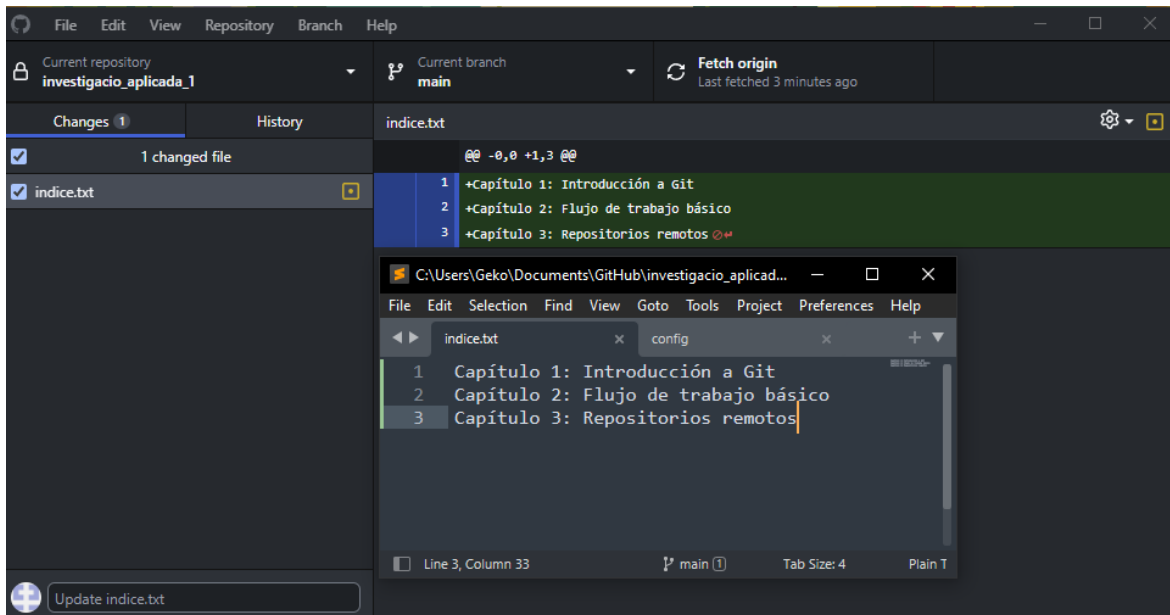 File Edit View Repository Branch Help
Current repository
investigacio_aplicada_1
Current branch
main
Fetch origin
Last fetched 3 minutes ago
Changes 1
History
indice.txt
1 changed file
indice.txt
@@ -0,0 +1,3 @@
1 +Capítulo 1: Introducción a Git
2 +Capítulo 2: Flujo de trabajo básico
3 +Capítulo 3: Repositorios remotos
C:\Users\Geko\Documents\GitHub\investigacio_aplicad...
File Edit Selection Find View Goto Tools Project Preferences Help
indice.txt
config
1 Capítulo 1: Introducción a Git
2 Capítulo 2: Flujo de trabajo básico
3 Capítulo 3: Repositorios remotos
Line 3, Column 33
main 1
Tab Size: 4
Plain T
Update indice.txt